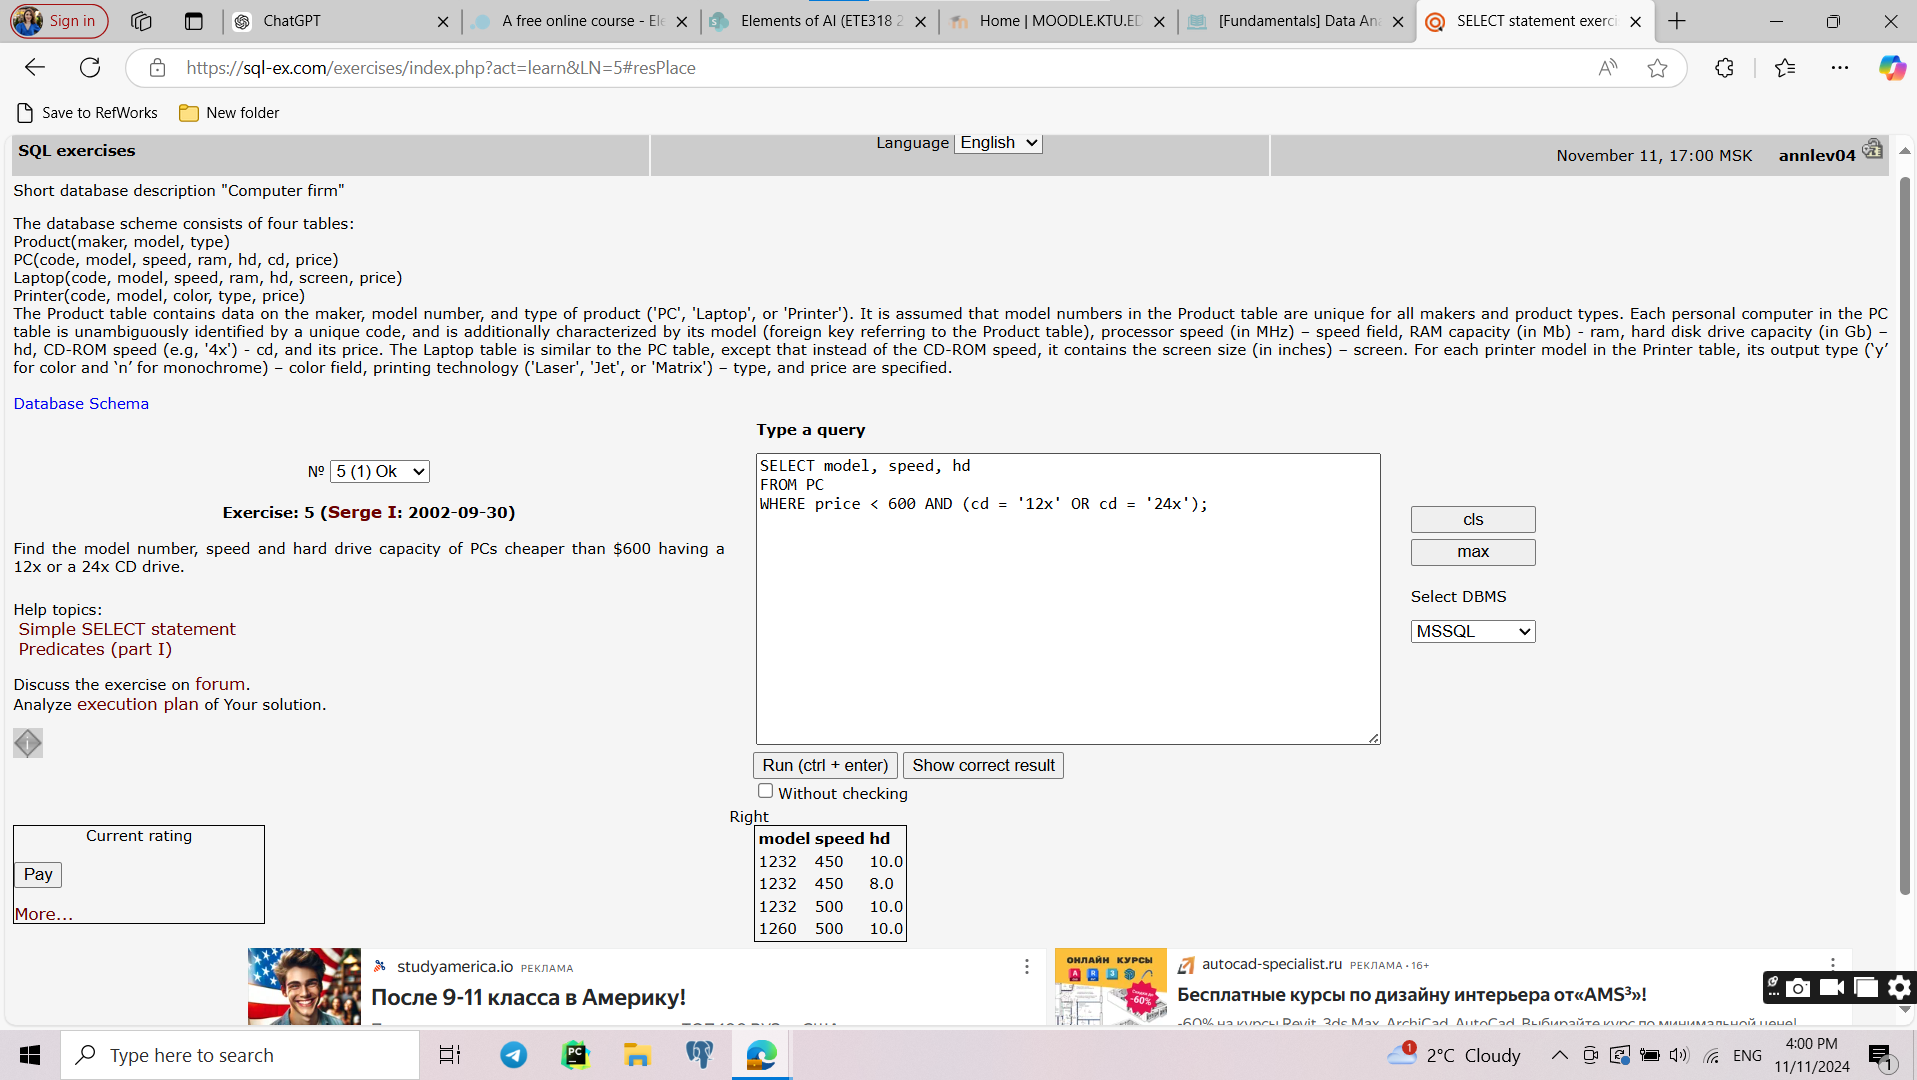 Sign in
ChatGPT
A free online course - Ele
Elements of AI (ETE318 2
Home | MOODLE.KTU.ED
[Fundamentals] Data Ana
SELECT statement exerci
https://sql-ex.com/exercises/index.php?act=learn&LN=5#resPlace
Save to RefWorks
New folder
SQL exercises
Language English
November 11, 17:00 MSK annlev04
Short database description "Computer firm"
The database scheme consists of four tables:
Product(maker, model, type)
PC(code, model, speed, ram, hd, cd, price)
Laptop(code, model, speed, ram, hd, screen, price)
Printer(code, model, color, type, price)
The Product table contains data on the maker, model number, and type of product ('PC', 'Laptop', or 'Printer'). It is assumed that model numbers in the Product table are unique for all makers and product types. Each personal computer in the PC
table is unambiguously identified by a unique code, and is additionally characterized by its model (foreign key referring to the Product table), processor speed (in MHz) – speed field, RAM capacity (in Mb) - ram, hard disk drive capacity (in Gb) –
hd, CD-ROM speed (e.g, '4x') - cd, and its price. The Laptop table is similar to the PC table, except that instead of the CD-ROM speed, it contains the screen size (in inches) – screen. For each printer model in the Printer table, its output type (‘y’
for color and ‘n’ for monochrome) – color field, printing technology ('Laser', 'Jet', or 'Matrix') – type, and price are specified.
Database Schema
Type a query
№ 5 (1) Ok
Exercise: 5 (Serge I: 2002-09-30)
Find the model number, speed and hard drive capacity of PCs cheaper than $600 having a
12x or a 24x CD drive.
Help topics:
Simple SELECT statement
Predicates (part I)
Discuss the exercise on forum.
Analyze execution plan of Your solution.
SELECT model, speed, hd
FROM PC
WHERE price < 600 AND (cd = '12x' OR cd = '24x');
cls
max
Select DBMS
MSSQL
Run (ctrl + enter)
Show correct result
Without checking
Right
model speed hd
1232 450 10.0
1232 450 8.0
1232 500 10.0
1260 500 10.0
Current rating
Pay
More...
studyamerica.io РЕКЛАМА
После 9-11 класса в Америку!
ОНЛАЙН КУРСЫ
-60%
autocad-specialist.ru РЕКЛАМА • 16+
Бесплатные курсы по дизайну интерьера от«AMS³»!
-60% на курсы Revit, 3ds Max, ArchiCad, AutoCad. Выбирайте курс по минимальной цене!
Type here to search
PC
1
2°C Cloudy
ENG
4:00 PM
11/11/2024
1